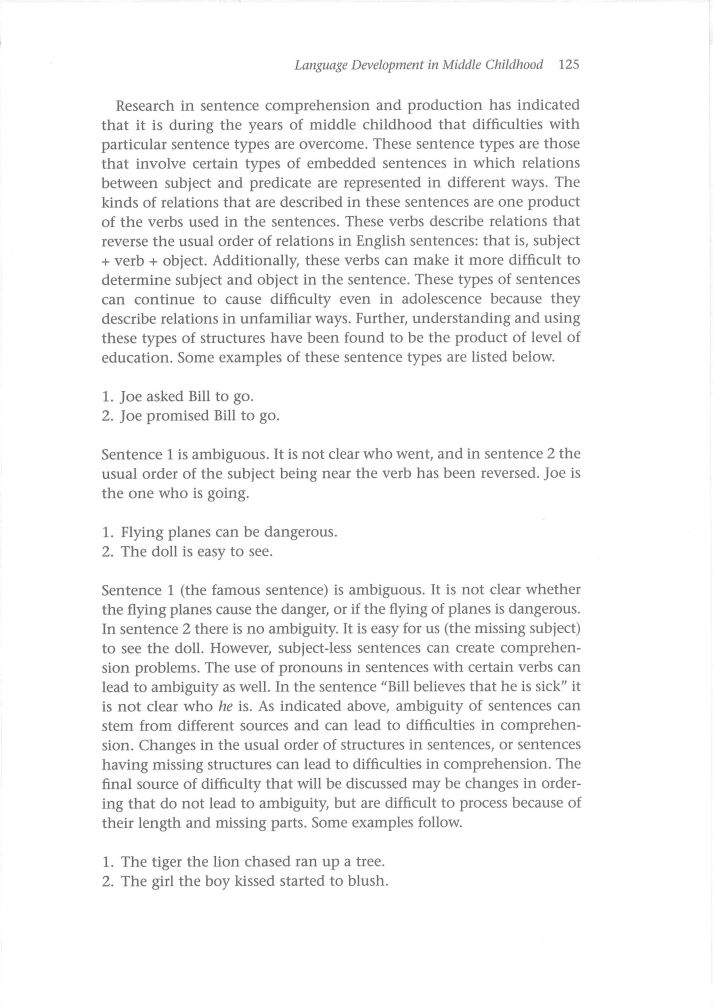 Language Development in Middle Childhood 125
Research in sentence comprehension and production has indicated
that it is during the years of middle childhood that difficulties with
particular sentence types are overcome. These sentence types are those
that involve certain types of embedded sentences in which relations
between subject and predicate are represented in different ways. The
kinds of relations that are described in these sentences are one product
of the verbs used in the sentences. These verbs describe relations that
reverse the usual order of relations in English sentences: that is, subject
+ verb + object. Additionally, these verbs can make it more difficult to
determine subject and object in the sentence. These types of sentences
can continue to cause difficulty even in adolescence because they
describe relations in unfamiliar ways. Further, understanding and using
these types of structures have been found to be the product of level of
education. Some examples of these sentence types are listed below.
1. Joe asked Bill to go.
2. Joe promised Bill to go.
Sentence 1 is ambiguous. It is not clear who went, and in sentence 2 the
usual order of the subject being near the verb has been reversed. Joe is
the one who is going.
1. Flying planes can be dangerous.
2. The doll is easy to see.
Sentence 1 (the famous sentence) is ambiguous. It is not clear whether
the flying planes cause the danger, or if the flying of planes is dangerous.
In sentence 2 there is no ambiguity. It is easy for us (the missing subject)
to see the doll. However, subject-less sentences can create comprehen-
sion problems. The use of pronouns in sentences with certain verbs can
lead to ambiguity as well. In the sentence "Bill believes that he is sick" it
is not clear who he is. As indicated above, ambiguity of sentences can
stem from different sources and can lead to difficulties in comprehen-
sion. Changes in the usual order of structures in sentences, or sentences
having missing structures can lead to difficulties in comprehension. The
final source of difficulty that will be discussed may be changes in order-
ing that do not lead to ambiguity, but are difficult to process because of
their length and missing parts. Some examples follow.
1. The tiger the lion chased ran up a tree.
2. The girl the boy kissed started to blush.